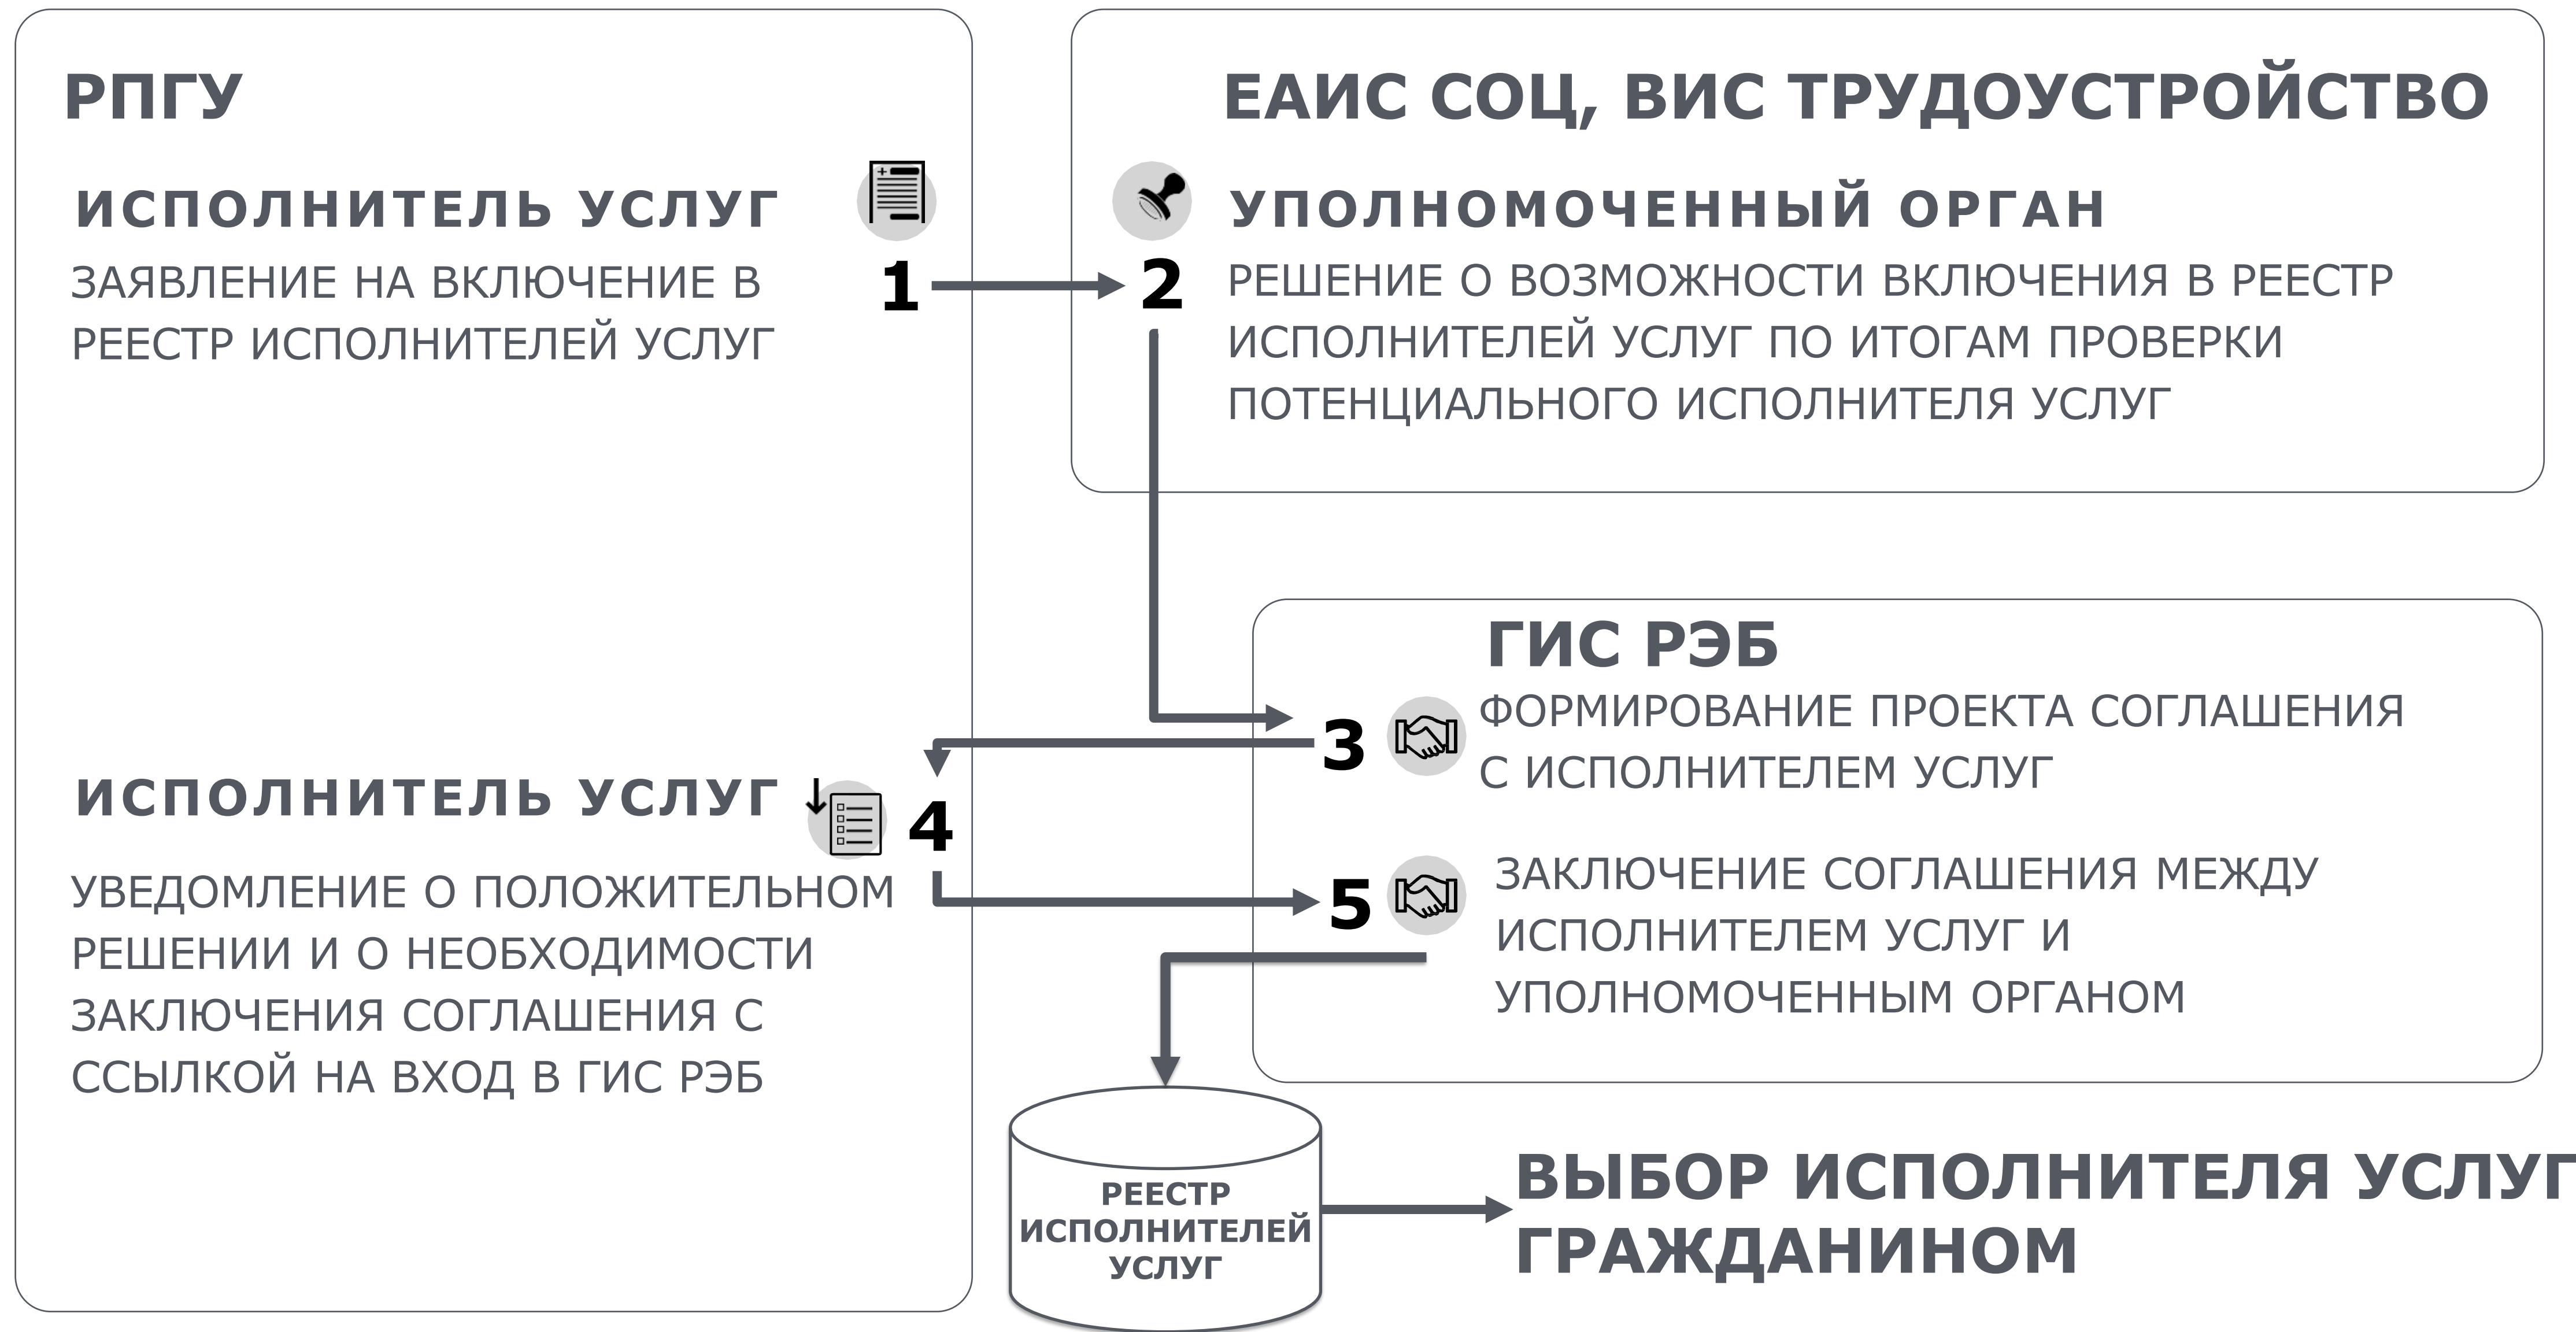 РПГУ
ИСПОЛНИТЕЛЬ УСЛУГ
1
ЗАЯВЛЕНИЕ НА ВКЛЮЧЕНИЕ В
РЕЕСТР ИСПОЛНИТЕЛЕЙ УСЛУГ
ЕАИС СОЦ, ВИС ТРУДОУСТРОЙСТВО
УПОЛНОМОЧЕННЫЙ ОРГАН
2
РЕШЕНИЕ О ВОЗМОЖНОСТИ ВКЛЮЧЕНИЯ В РЕЕСТР
ИСПОЛНИТЕЛЕЙ УСЛУГ ПО ИТОГАМ ПРОВЕРКИ
ПОТЕНЦИАЛЬНОГО ИСПОЛНИТЕЛЯ УСЛУГ
ГИС РЭБ
3
ФОРМИРОВАНИЕ ПРОЕКТА СОГЛАШЕНИЯ
С ИСПОЛНИТЕЛЕМ УСЛУГ
ИСПОЛНИТЕЛЬ УСЛУГ
4
УВЕДОМЛЕНИЕ О ПОЛОЖИТЕЛЬНОМ
РЕШЕНИИ И О НЕОБХОДИМОСТИ
ЗАКЛЮЧЕНИЯ СОГЛАШЕНИЯ С
ССЫЛКОЙ НА ВХОД В ГИС РЭБ
5
ЗАКЛЮЧЕНИЕ СОГЛАШЕНИЯ МЕЖДУ
ИСПОЛНИТЕЛЕМ УСЛУГ И
УПОЛНОМОЧЕННЫМ ОРГАНОМ
РЕЕСТР
ИСПОЛНИТЕЛЕЙ
УСЛУГ
ВЫБОР ИСПОЛНИТЕЛЯ УСЛУГ
ГРАЖДАНИНОМ